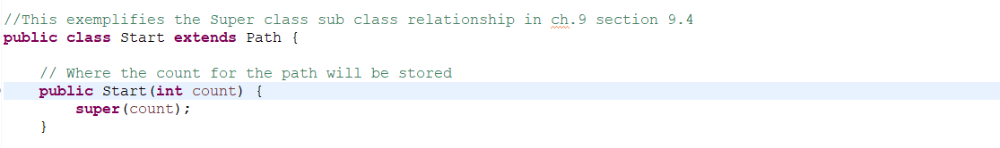 //This exemplifies the Super class sub class relationship in ch.9 section 9.4
public class Start extends Path {
// Where the count for the path will be stored
public Start(int count) {
super(count);
}